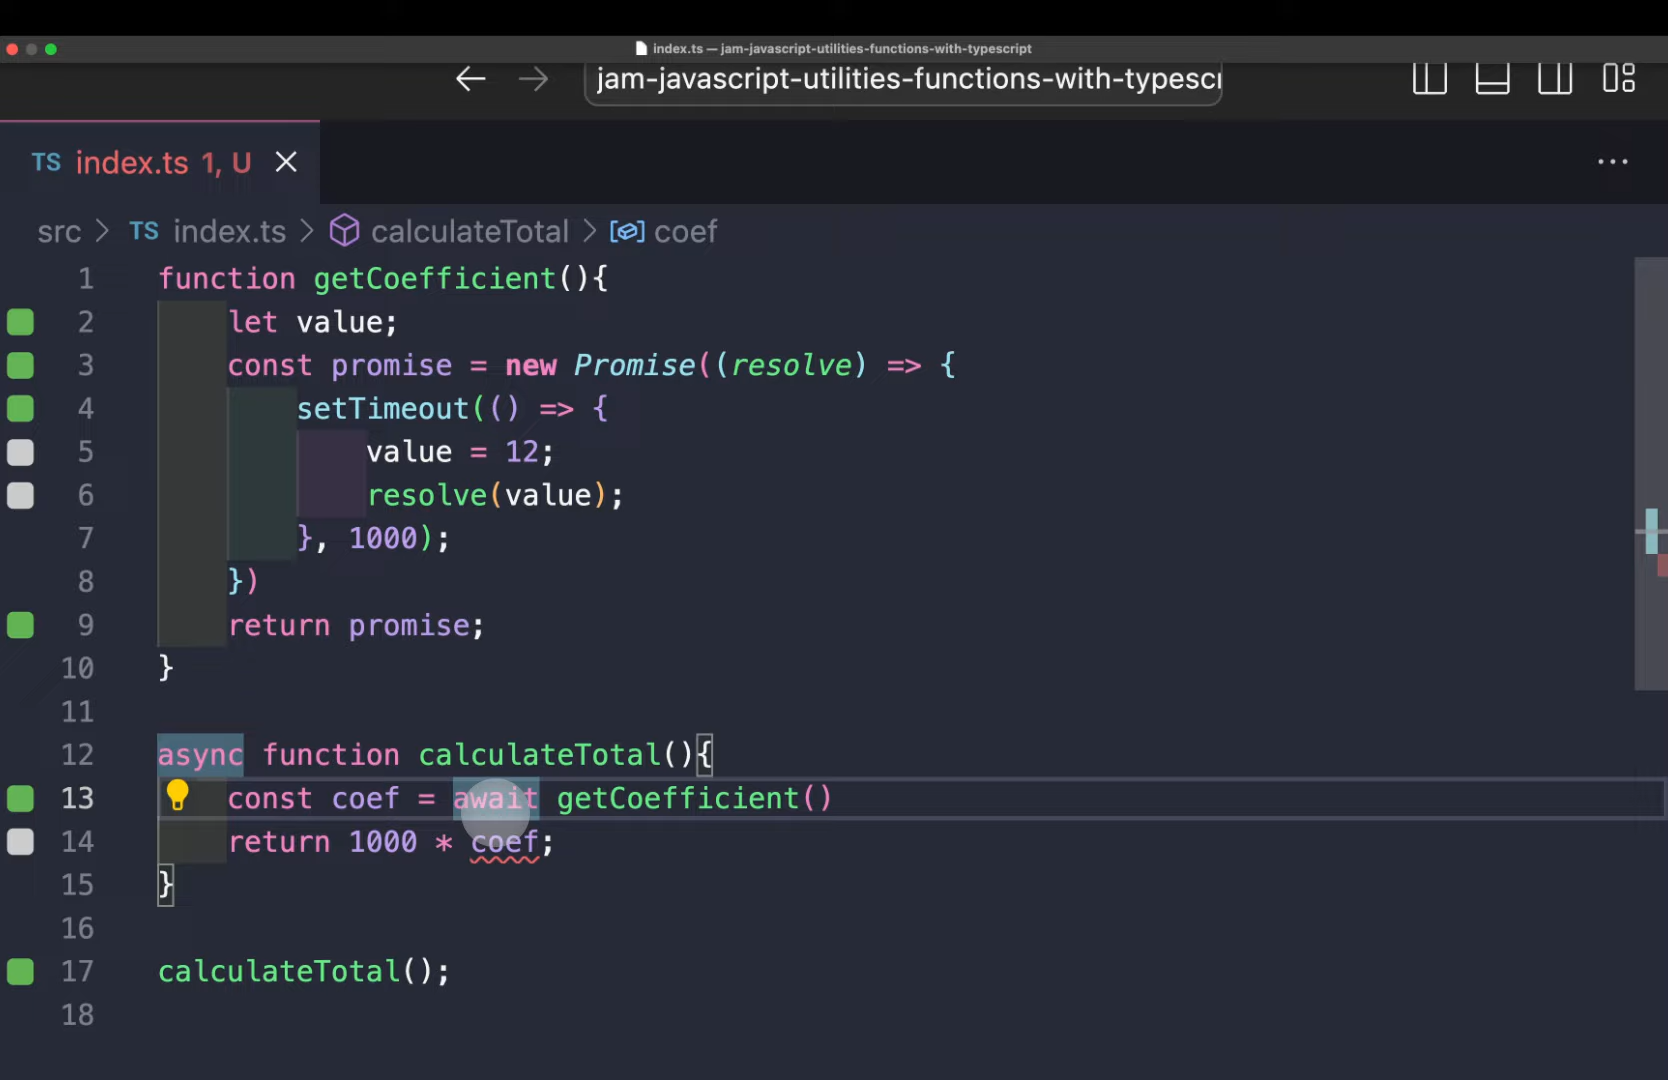 index.ts — jam-javascript-utilities-functions-with-typescript
jam-javascript-utilities-functions-with-typesc
TS index.ts 1, U
src > TS index.ts > calculateTotal > coef
1 function getCoefficient(){
2 let value;
3 const promise = new Promise((resolve) => {
4 setTimeout(() => {
5 value = 12;
6 resolve(value);
7 }, 1000);
8 })
9 return promise;
10 }
11
12 async function calculateTotal(){
13 const coef = await getCoefficient()
14 return 1000 * coef;
15 }
16
17 calculateTotal();
18